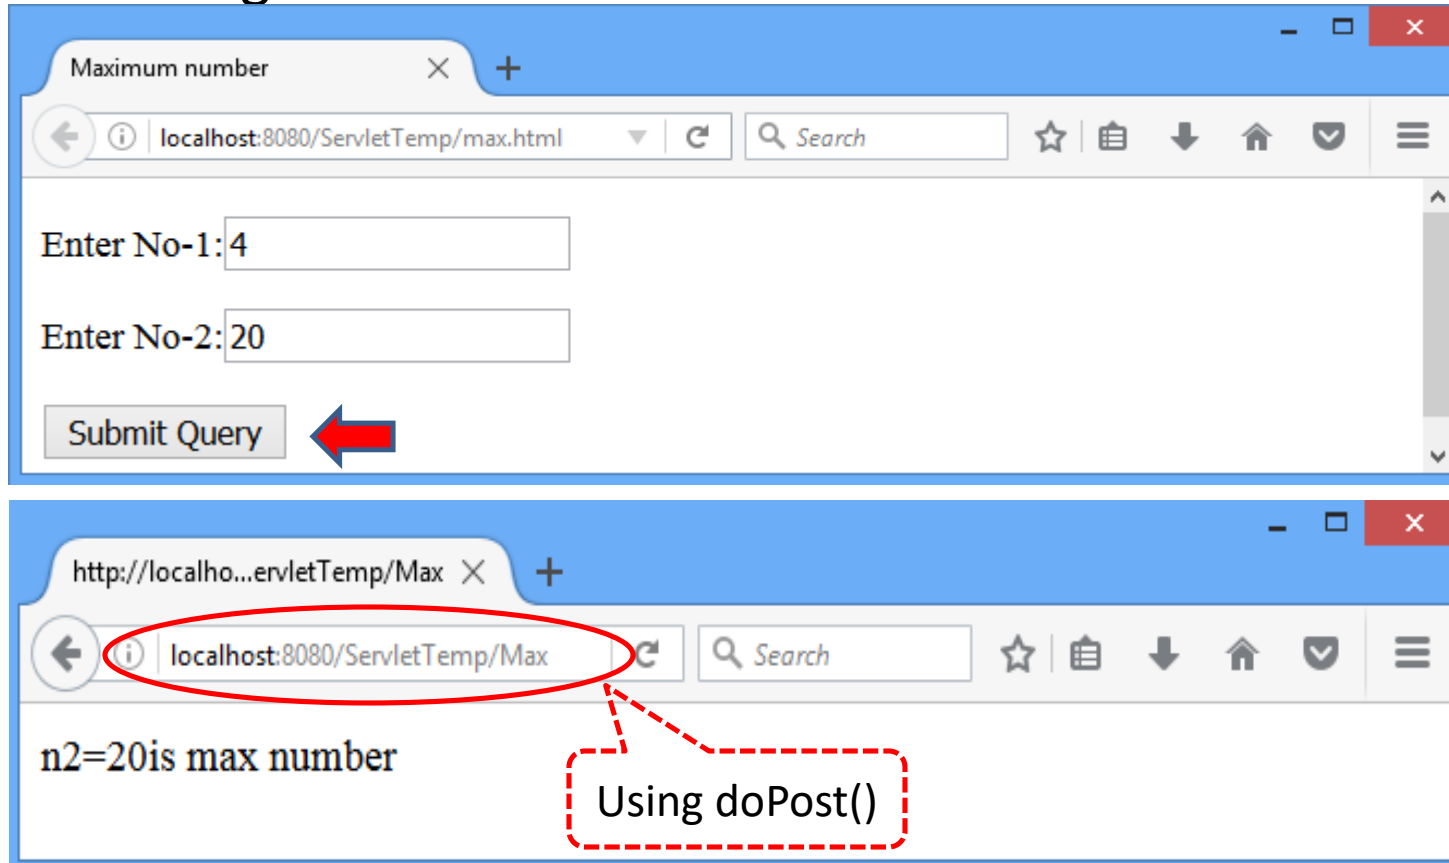 Maximum number
localhost:8080/ServletTemp/max.html
Search
Enter No-1: 4
Enter No-2: 20
Submit Query
http://localho...ervletTemp/Max
localhost:8080/ServletTemp/Max
Search
n2=20is max number
Using doPost()